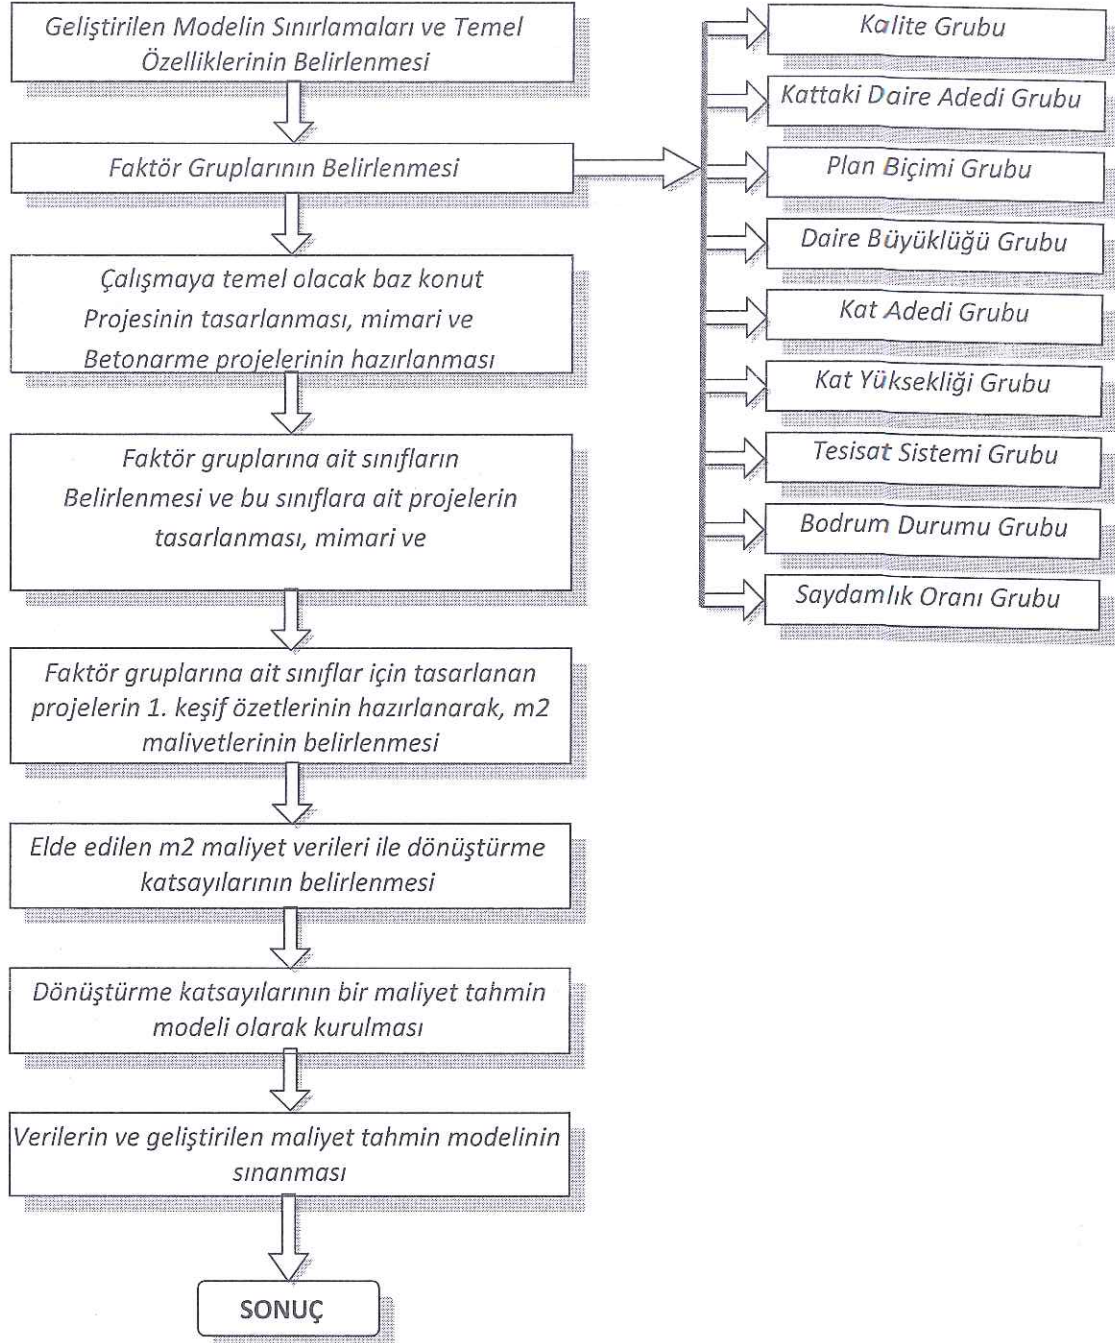 Geliştirilen Modelin Sınırlamaları ve Temel
Özelliklerinin Belirlenmesi
Faktör Gruplarının Belirlenmesi
Çalışmaya temel olacak baz konut
Projesinin tasarlanması, mimari ve
Betonarme projelerinin hazırlanması
Faktör gruplarına ait sınıfların
Belirlenmesi ve bu sınıflara ait projelerin
tasarlanması, mimari ve
Faktör gruplarına ait sınıflar için tasarlanan
projelerin 1. keşif özetlerinin hazırlanarak, m2
maliyetlerinin belirlenmesi
Elde edilen m2 maliyet verileri ile dönüştürme
katsayılarının belirlenmesi
Dönüştürme katsayılarının bir maliyet tahmin
modeli olarak kurulması
Verilerin ve geliştirilen maliyet tahmin modelinin
sınanması
SONUÇ
Kalite Grubu
Kattaki Daire Adedi Grubu
Plan Biçimi Grubu
Daire Büyüklüğü Grubu
Kat Adedi Grubu
Kat Yüksekliği Grubu
Tesisat Sistemi Grubu
Bodrum Durumu Grubu
Saydamlık Oranı Grubu